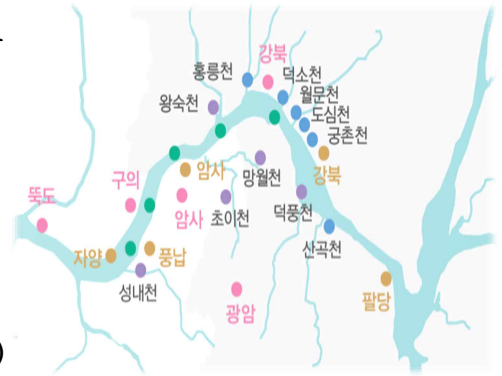 강북
홍릉천
덕소천
월문천
왕숙천
도심천
궁촌천
암사
망월천
강북
구의
뚝도
암사
초이천
덕풍천
자양
풍납
산곡천
성내천
광암
팔당
)